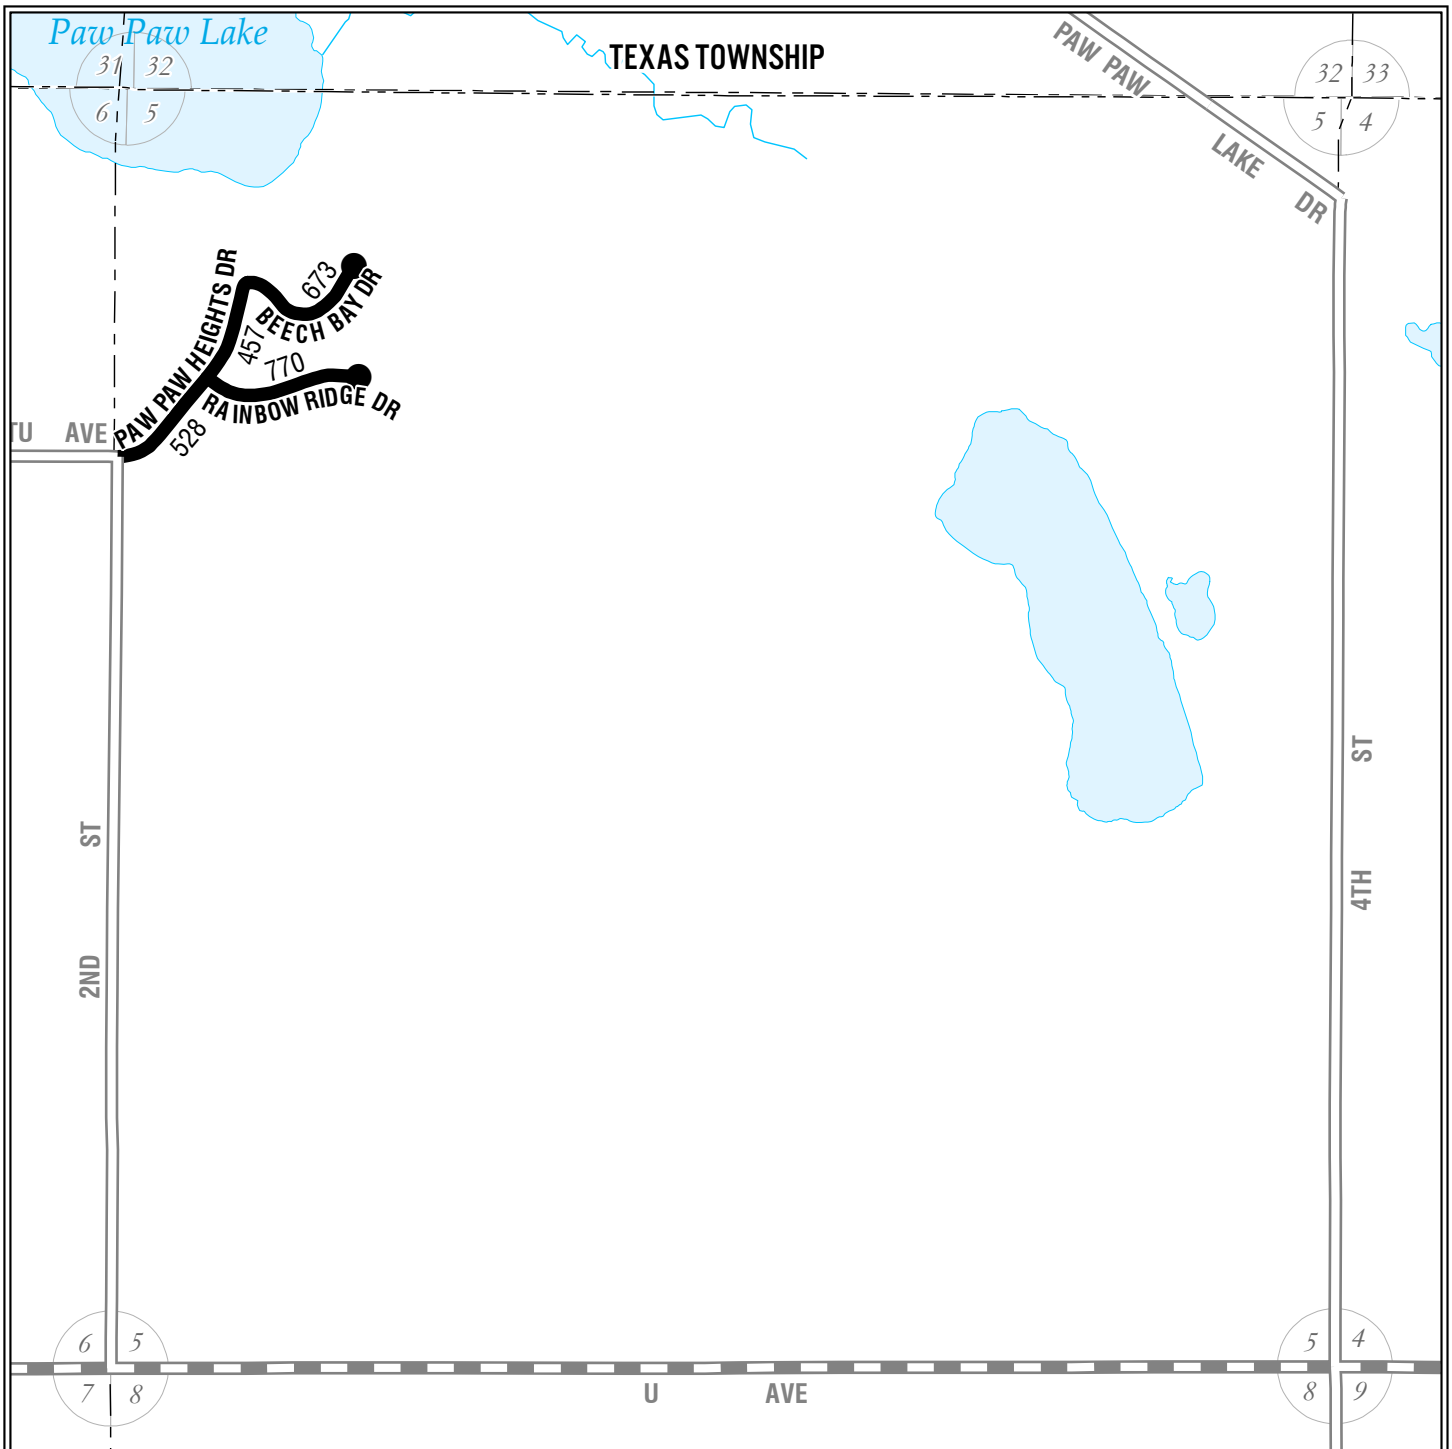 Paw Paw Lake
TEXAS TOWNSHIP
31 32
6 5
PAW PAW LAKE DR
32 33
5 4
PAW PAW HEIGHTS DR
673
BEECH BAY DR
457
770
RAINBOW RIDGE DR
528
TU AVE
2ND ST
4TH ST
6 5
7 8
U AVE
5 4
8 9